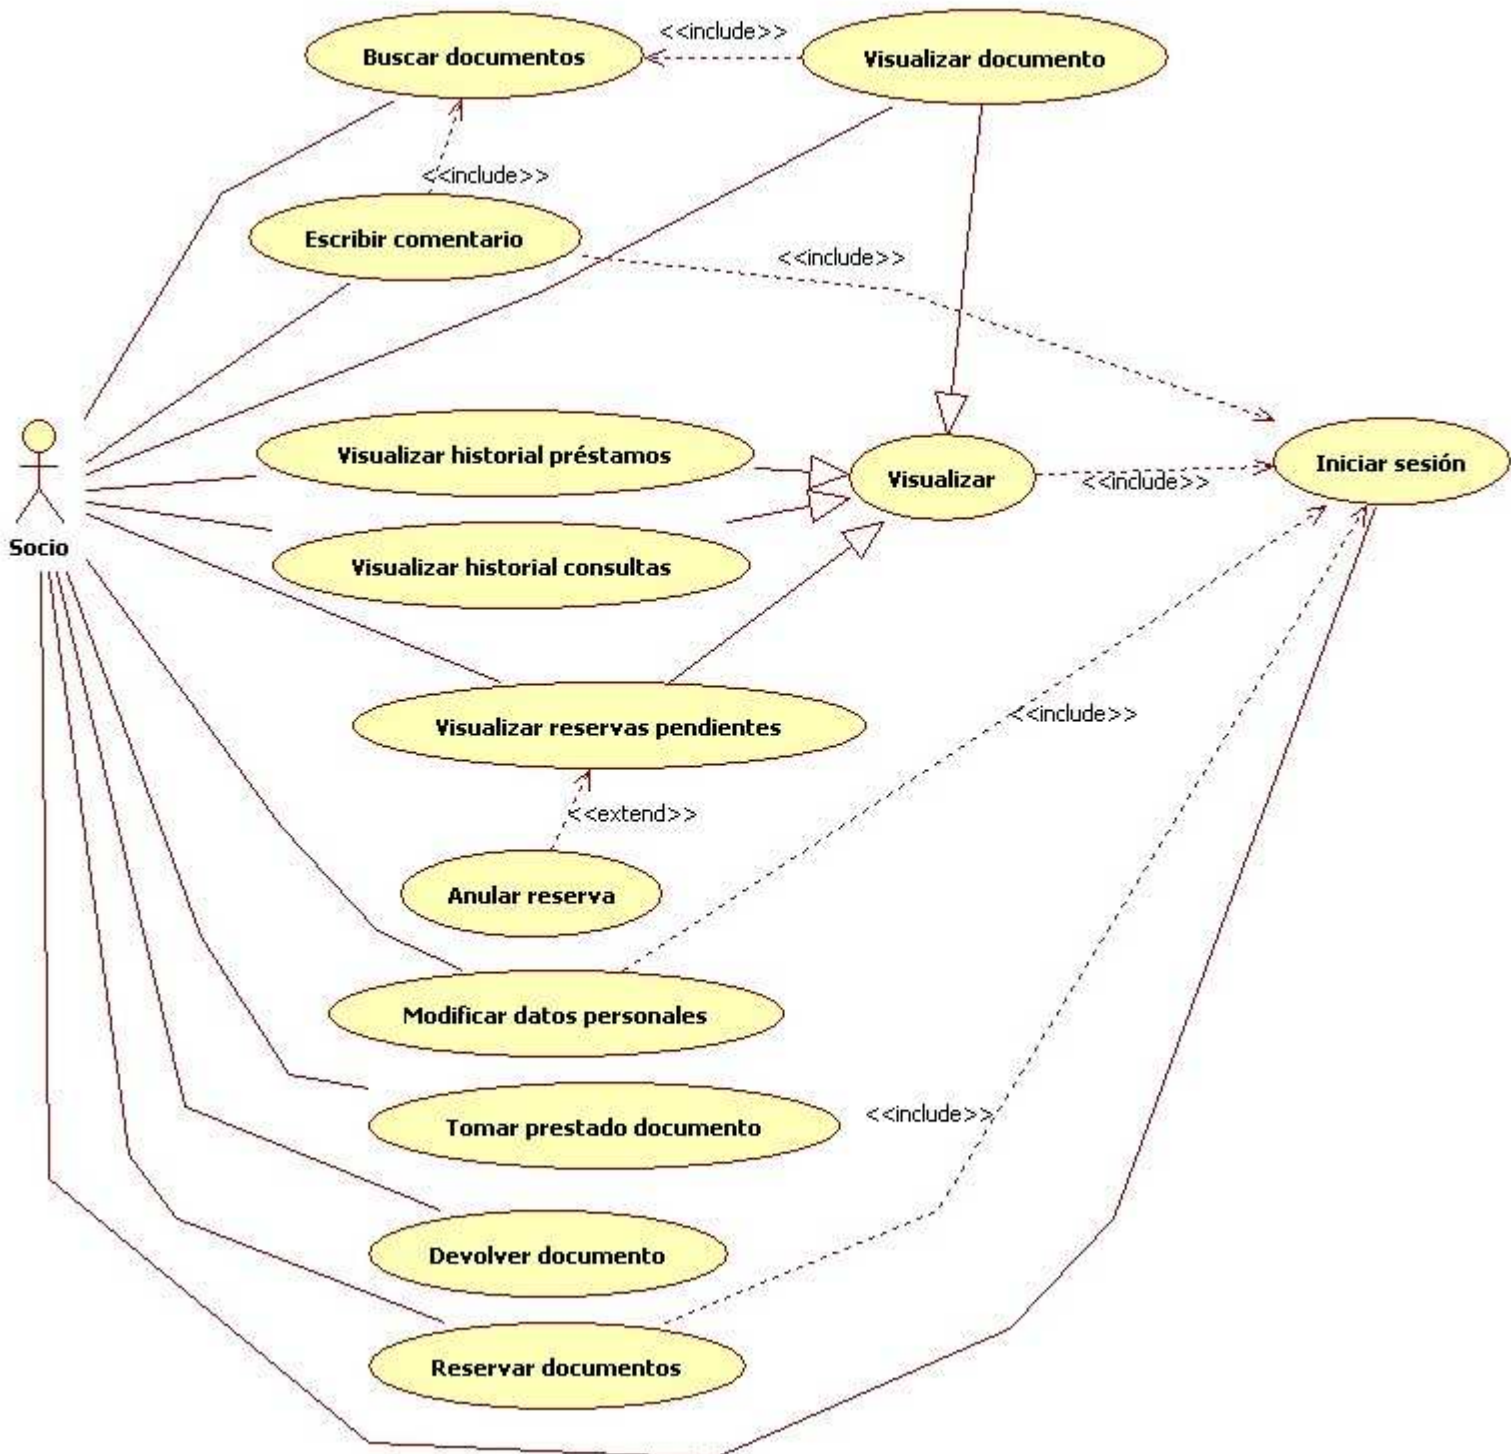 <<include>>
Buscar documentos
Visualizar documento
<<include>>
Escribir comentario
<<include>>
Visualizar historial préstamos
Visualizar
<<include>>
Iniciar sesión
Socio
Visualizar historial consultas
Visualizar reservas pendientes
<<include>>
<<extend>>
Anular reserva
Modificar datos personales
<<include>>
Tomar prestado documento
Devolver documento
Reservar documentos